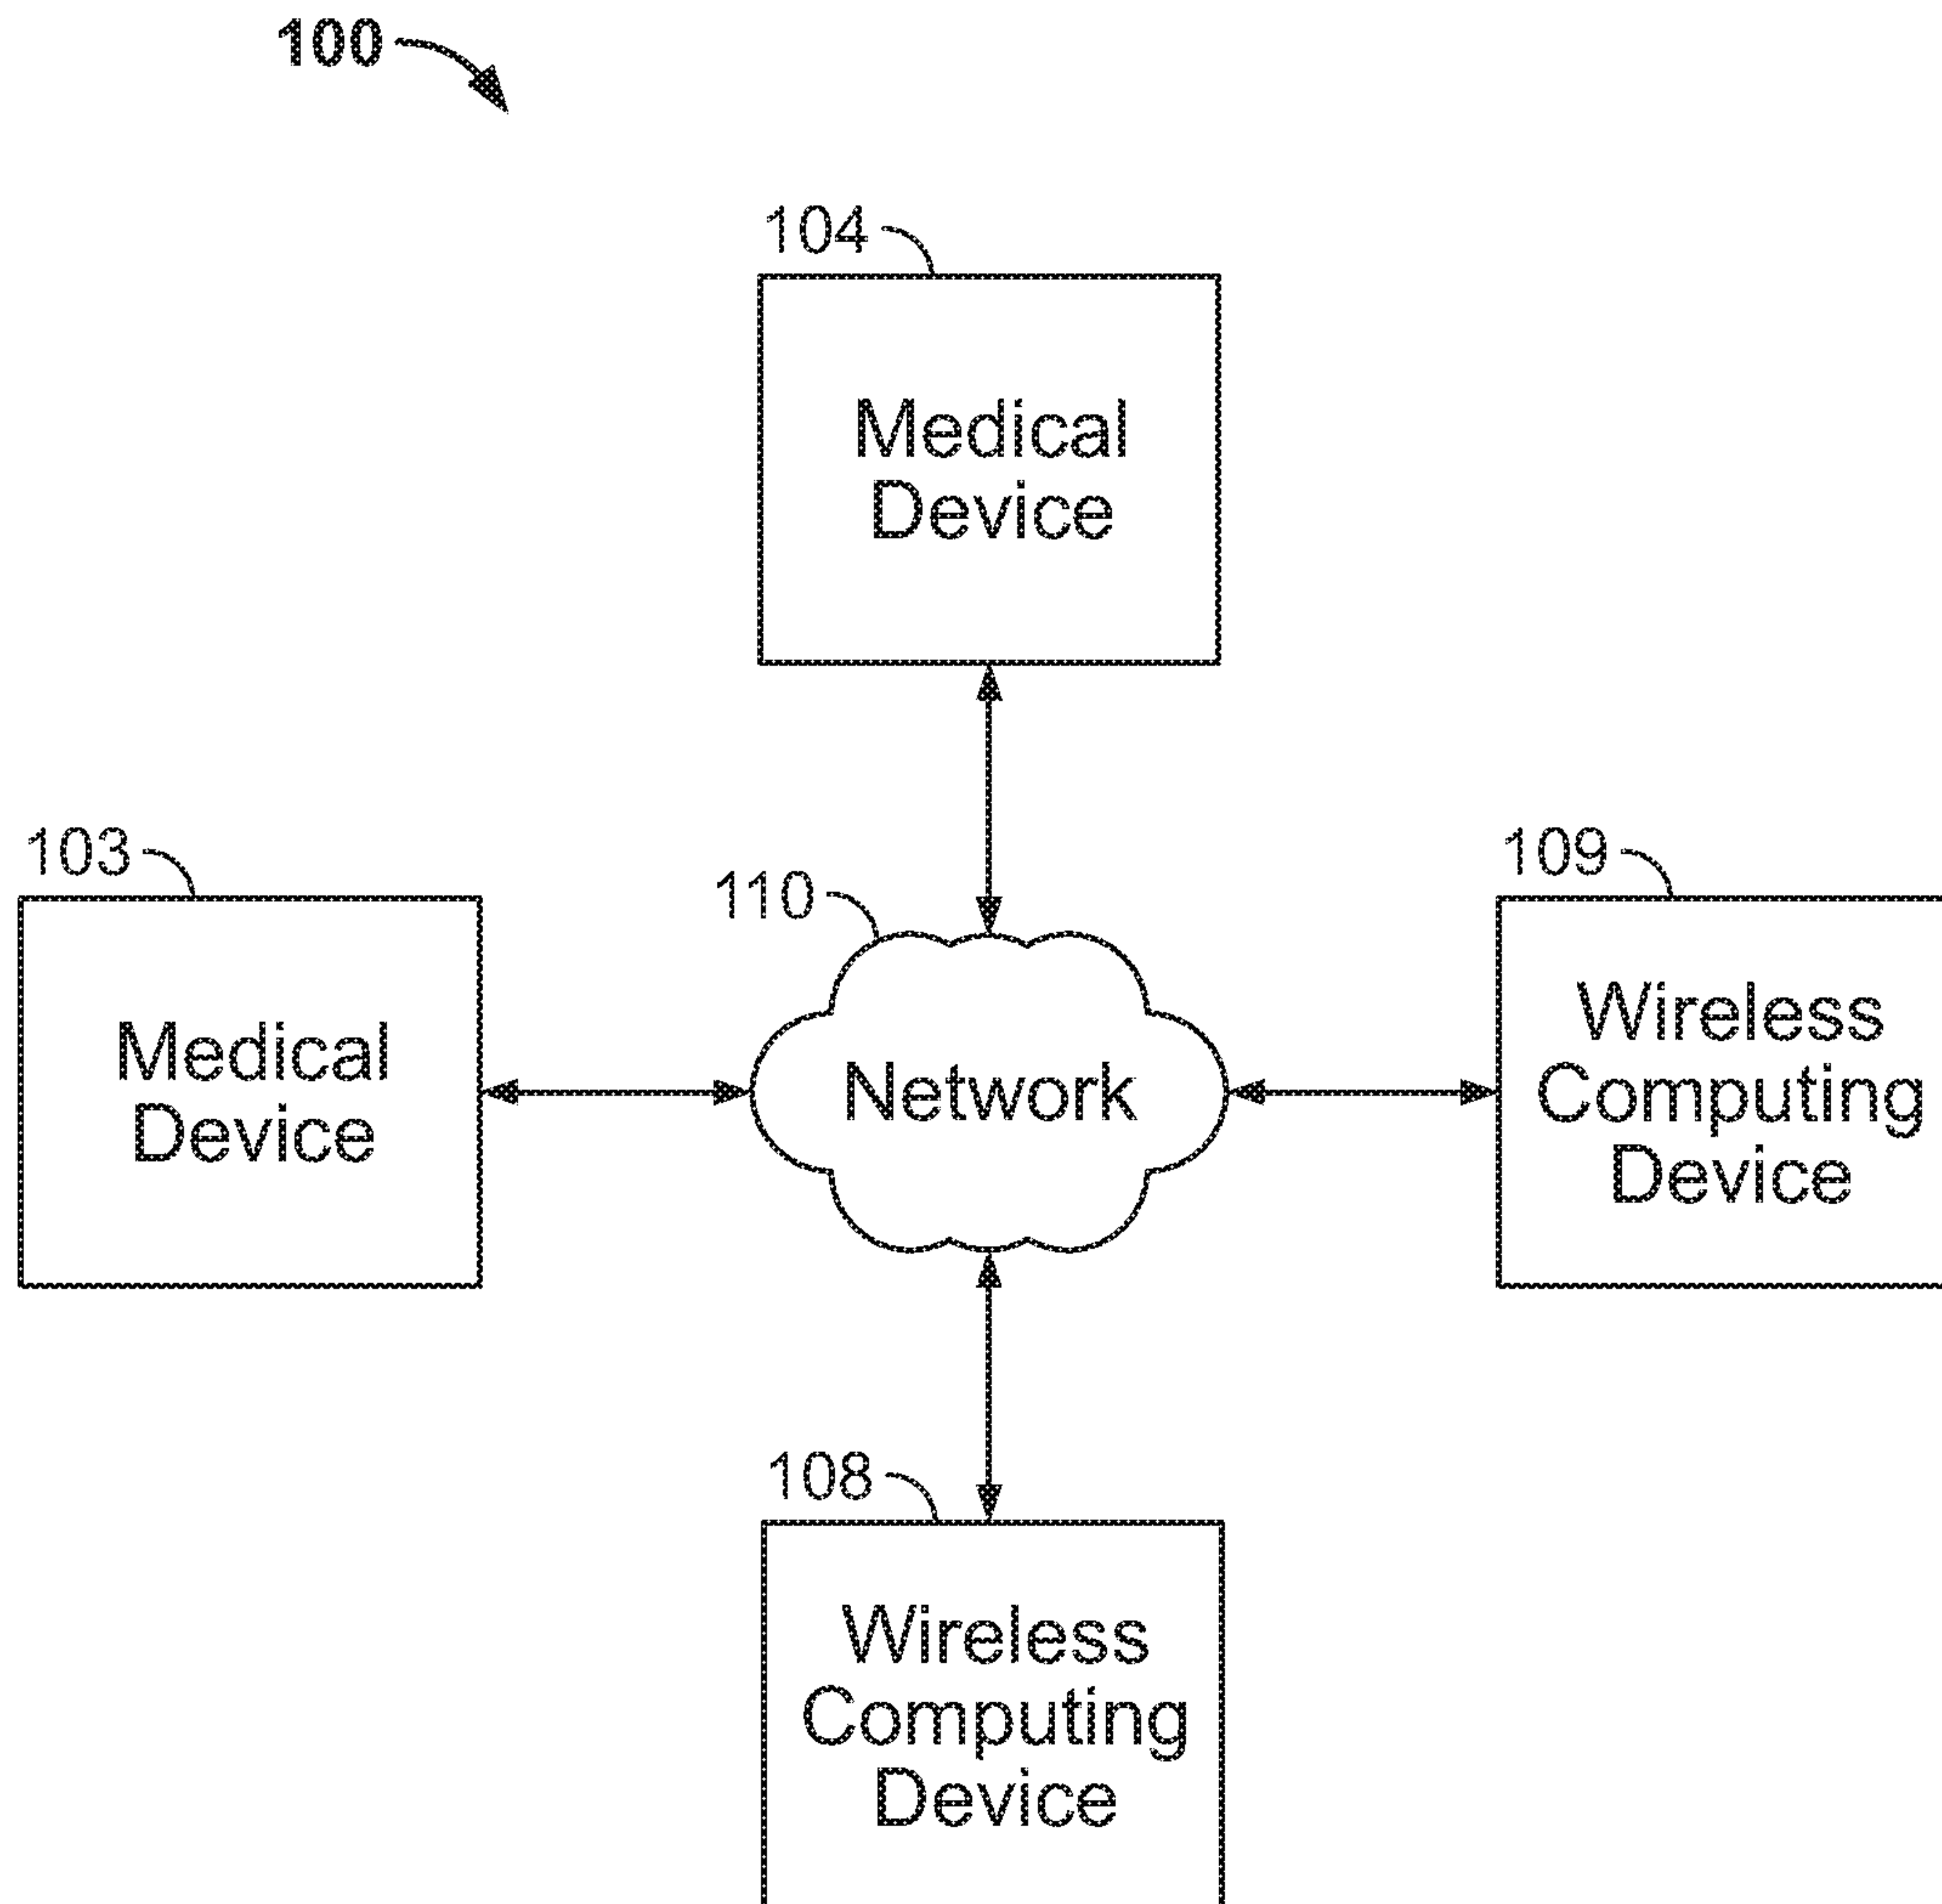 100
104
Medical
Device
103
Medical
Device
110
Network
109
Wireless
Computing
Device
108
Wireless
Computing
Device